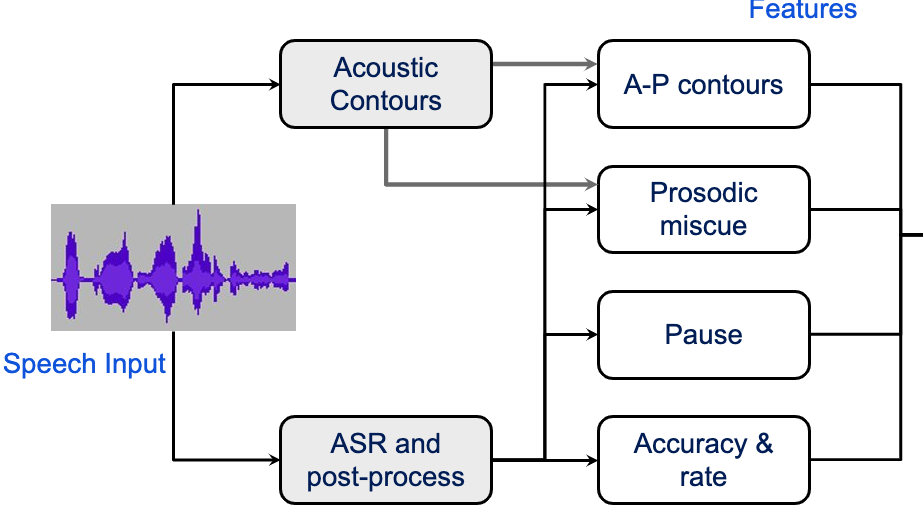 Features
Acoustic
Contours
A-P contours
Prosodic
miscue
Speech Input
Pause
ASR and
post-process
Accuracy &
rate